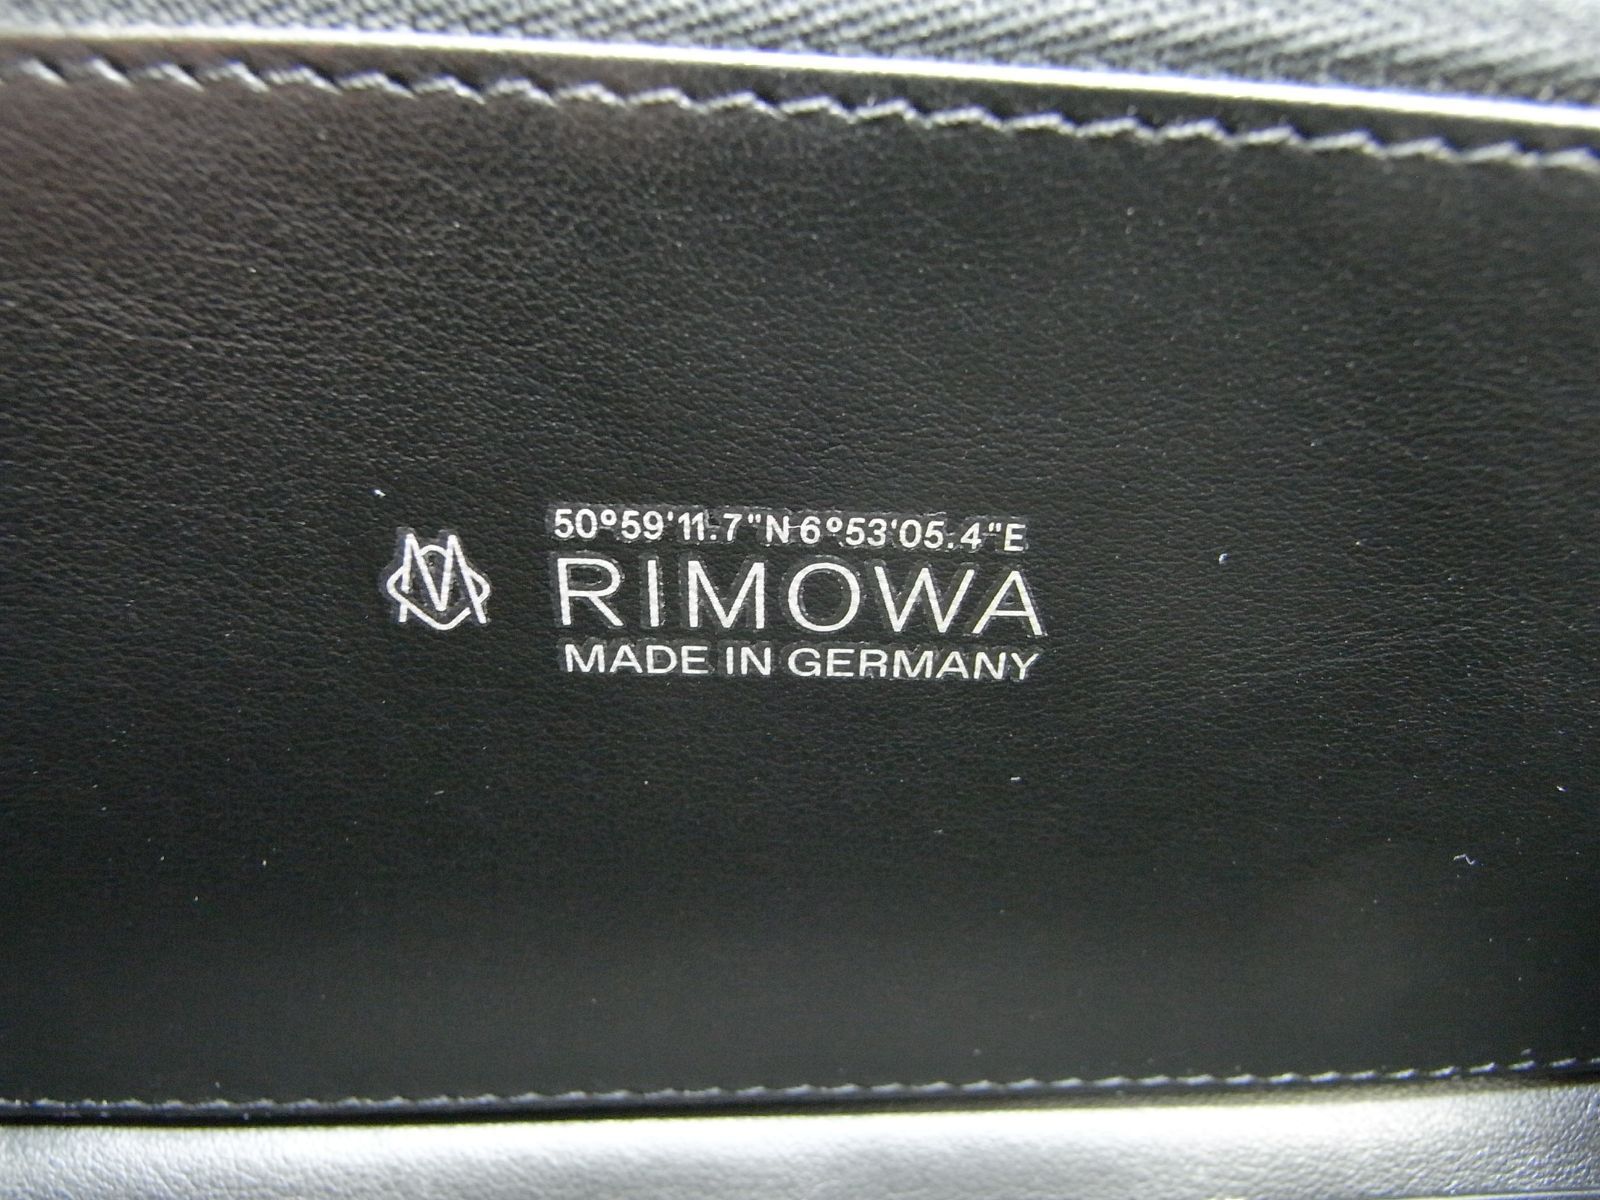 50°59'11.7"N 6°53'05.4"E
RIMOWA
MADE IN GERMANY